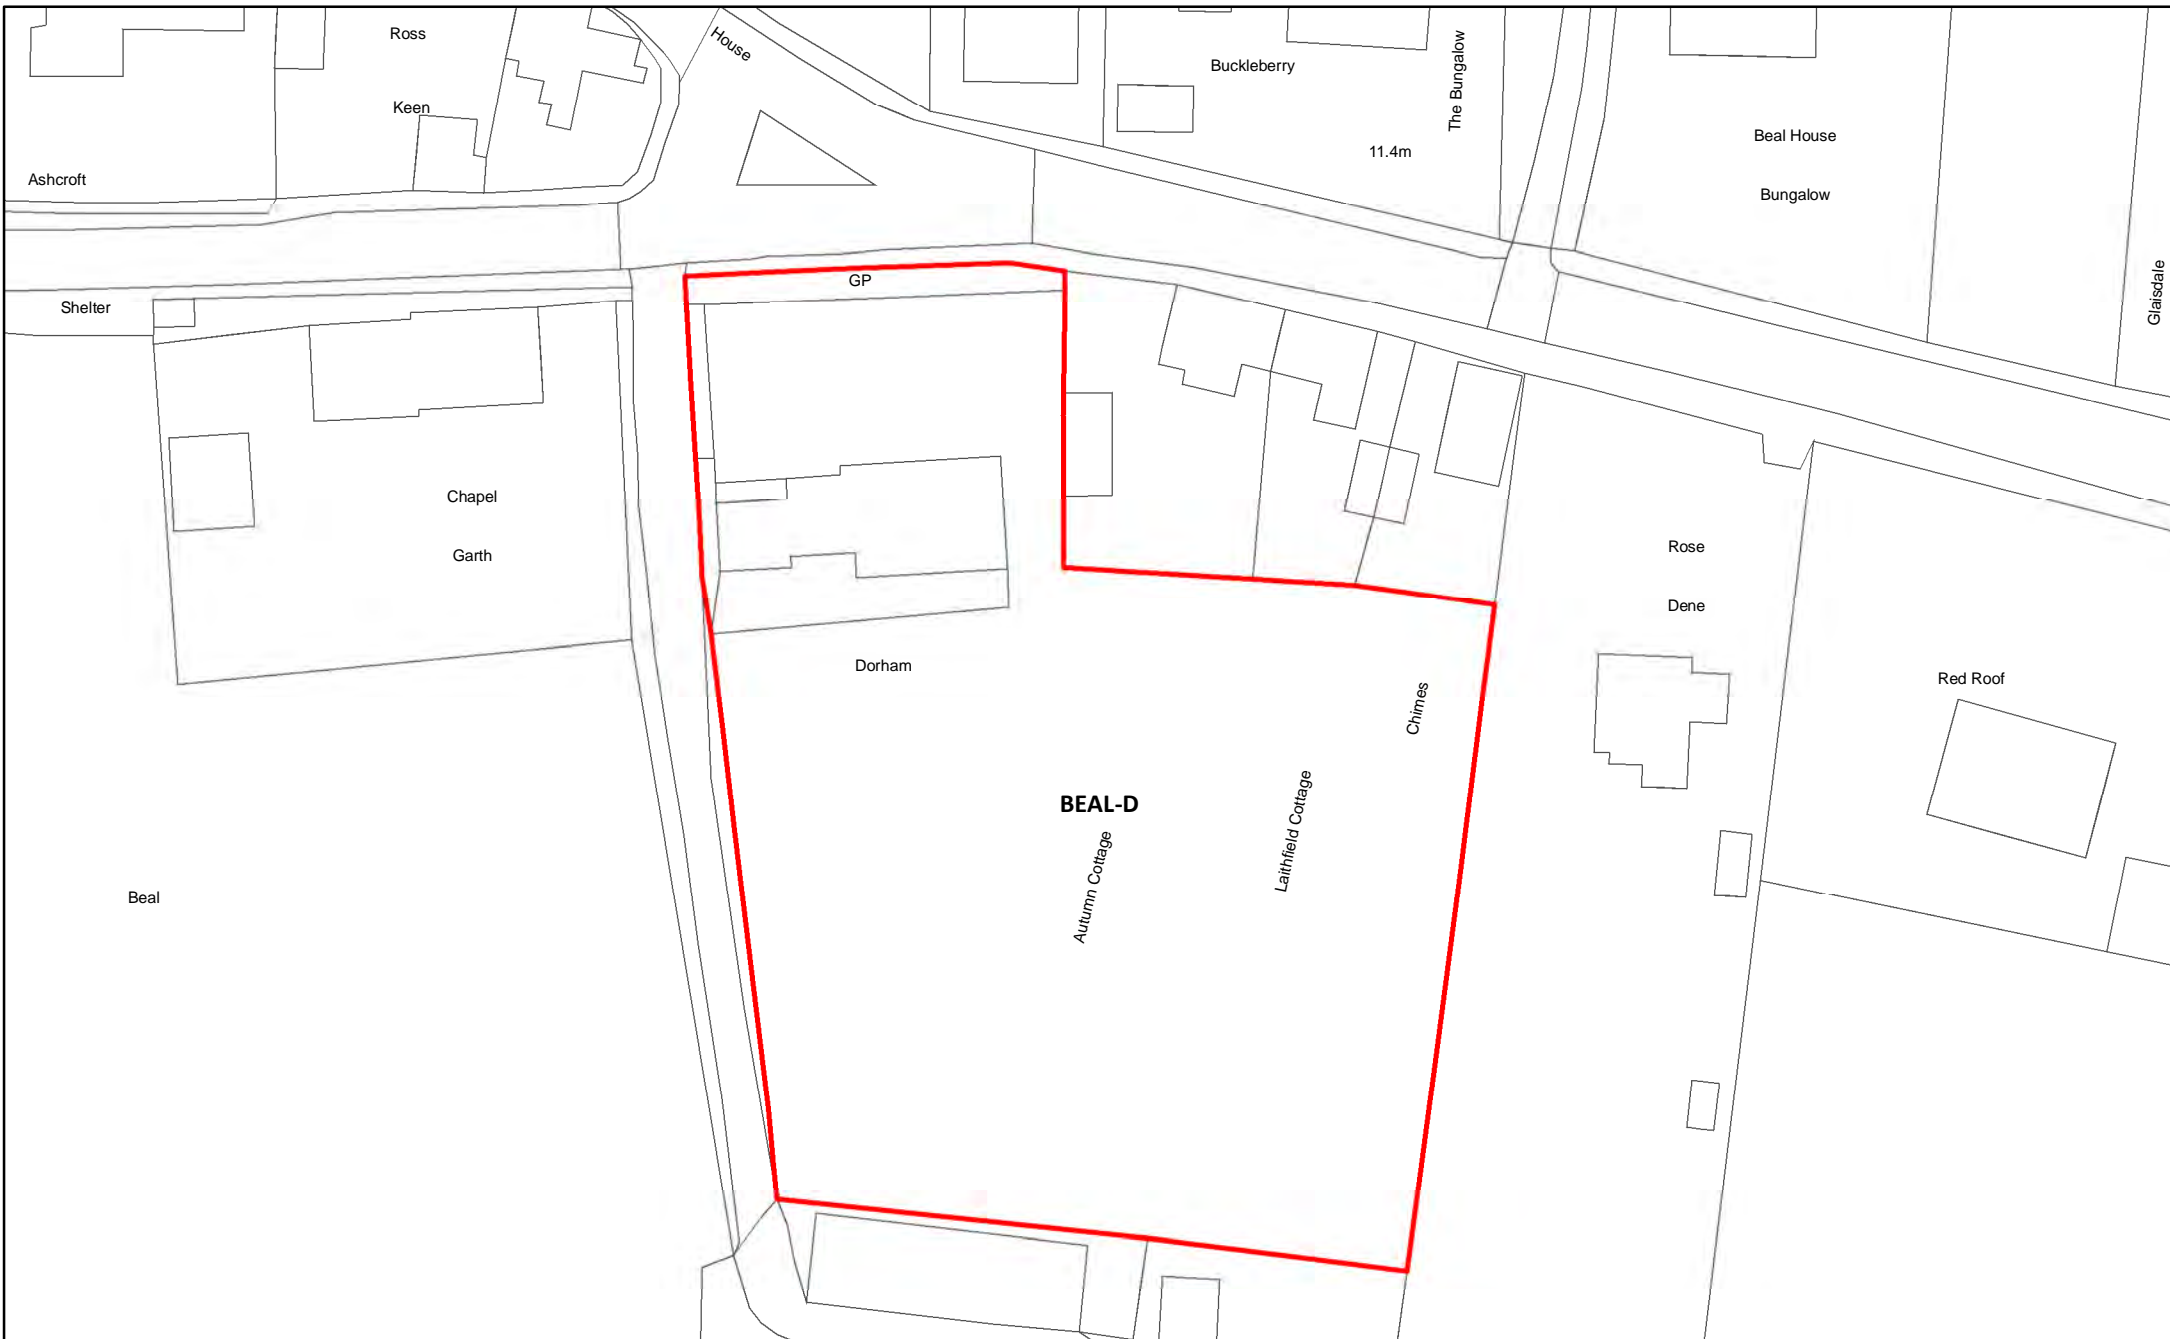 Ross
House
Buckleberry
The Bungalow
Keen
Beal House
11.4m
Ashcroft
Bungalow
GP
Glaisdale
Shelter
Chapel
Rose
Garth
Dene
Dorham
Red Roof
Chimes
BEAL-D
Laithfield Cottage
Autumn Cottage
Beal